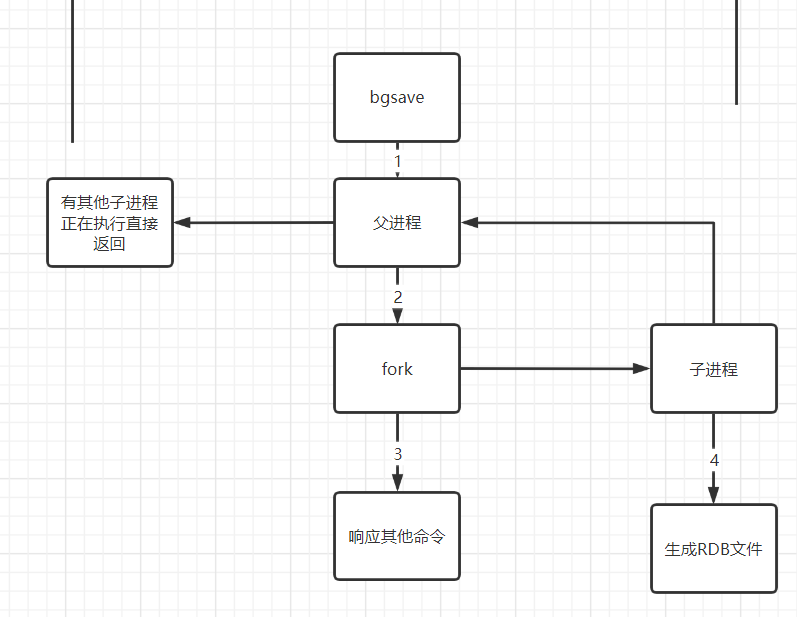 bgsave
1
有其他子进程
正在执行直接
返回
父进程
2
fork
子进程
3
4
响应其他命令
生成RDB文件